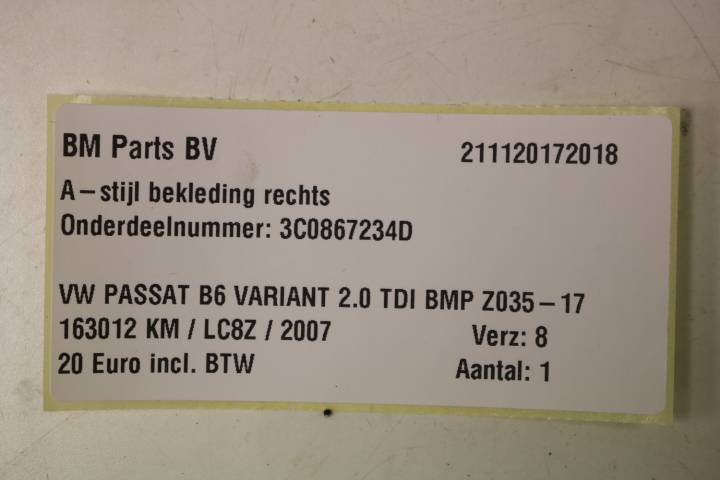 BM Parts BV 211120172018
A-stijl bekleding rechts
Onderdeelnummer: 3C0867234D
VW PASSAT B6 VARIANT 2.0 TDI BMP Z035-17
163012 KM / LC8Z / 2007 Verz: 8
20 Euro incl. BTW Aantal: 1